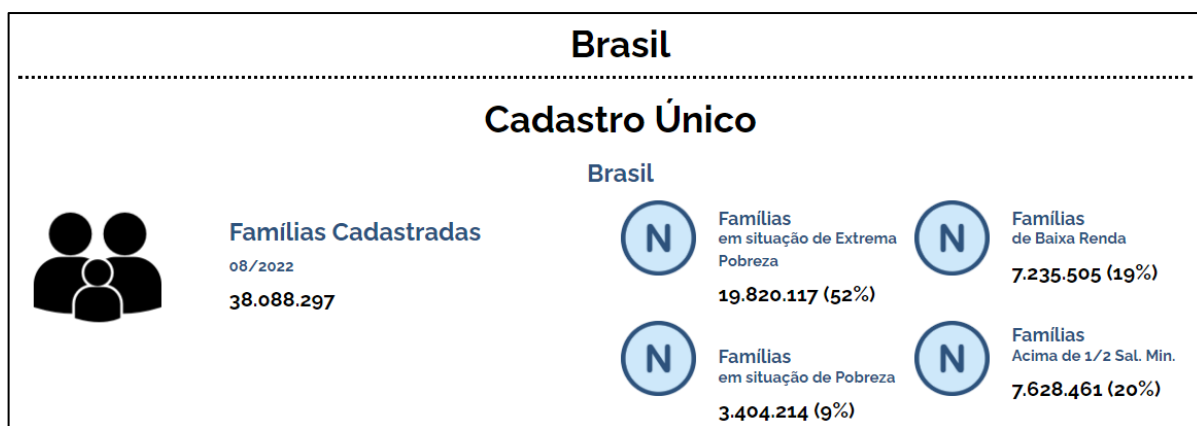 Brasil
Cadastro Único
Brasil
Famílias Cadastradas
08/2022
38.088.297
N
Famílias
em situação de Extrema
Pobreza
19.820.117 (52%)
N
Famílias
de Baixa Renda
7.235.505 (19%)
N
Famílias
em situação de Pobreza
3.404.214 (9%)
N
Famílias
Acima de 1/2 Sal. Min.
7.628.461 (20%)